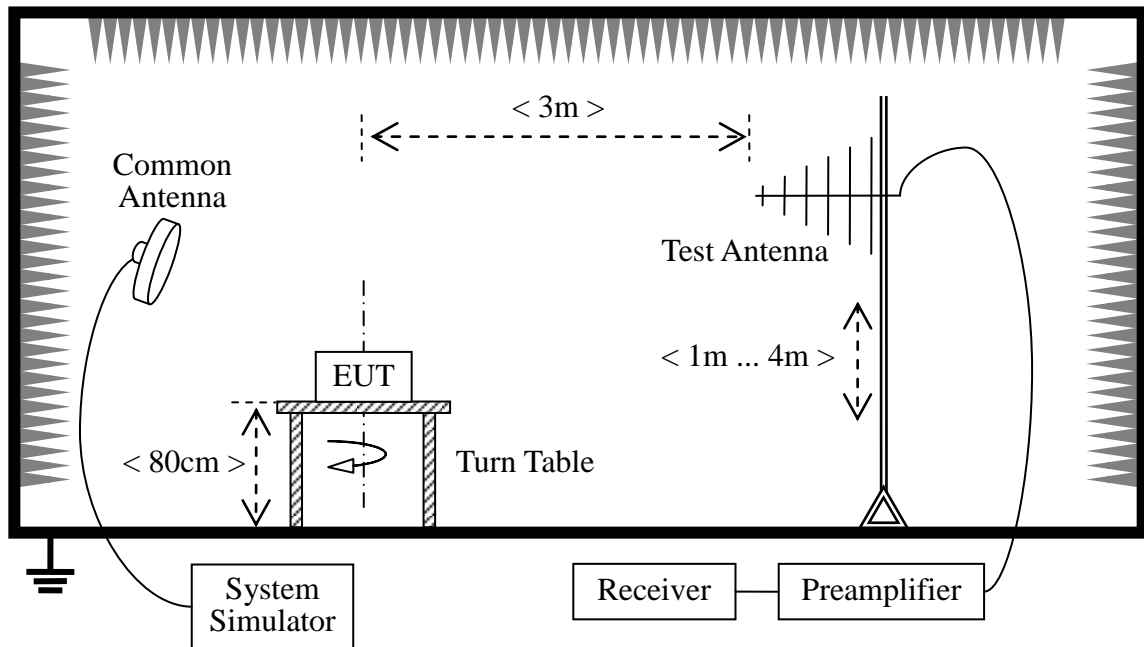 < 3m >
Common
Antenna
Test Antenna
< 1m ... 4m >
EUT
< 80cm >
Turn Table
System
Simulator
Receiver
Preamplifier